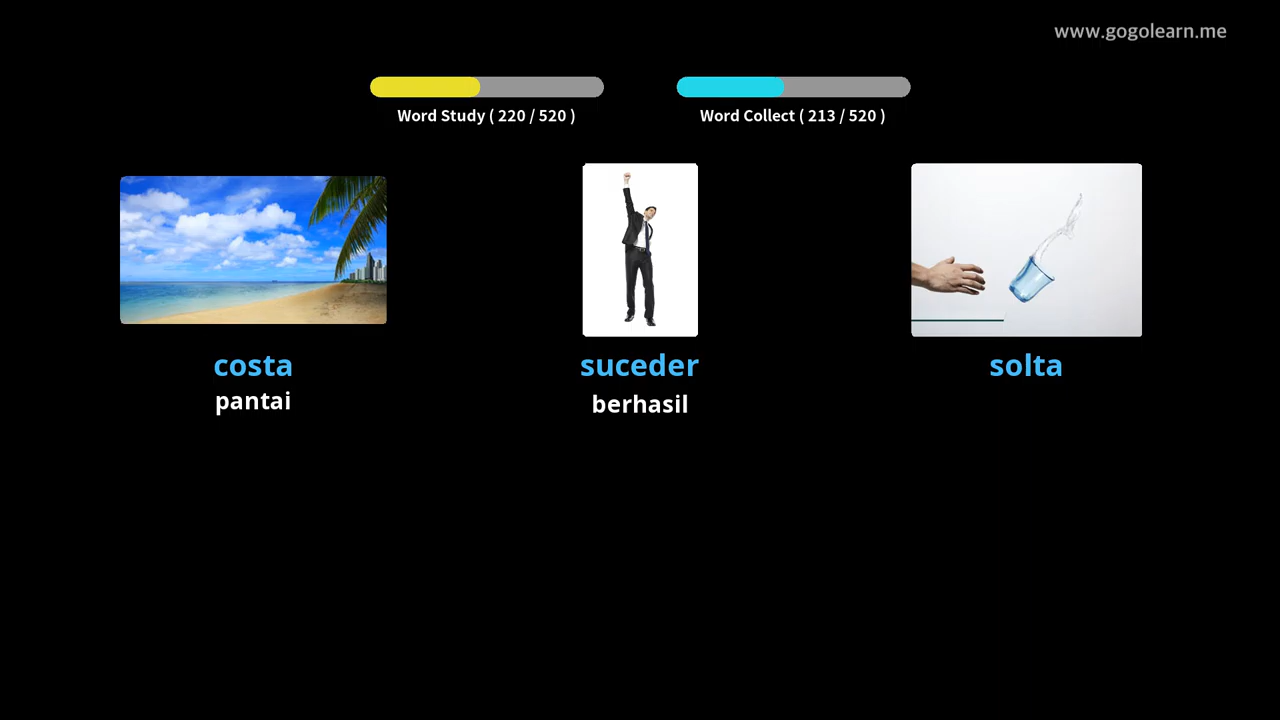 www.gogolearn.me
Word Study ( 220 / 520 )
Word Collect ( 213 / 520 )
costa
pantai
suceder
berhasil
solta